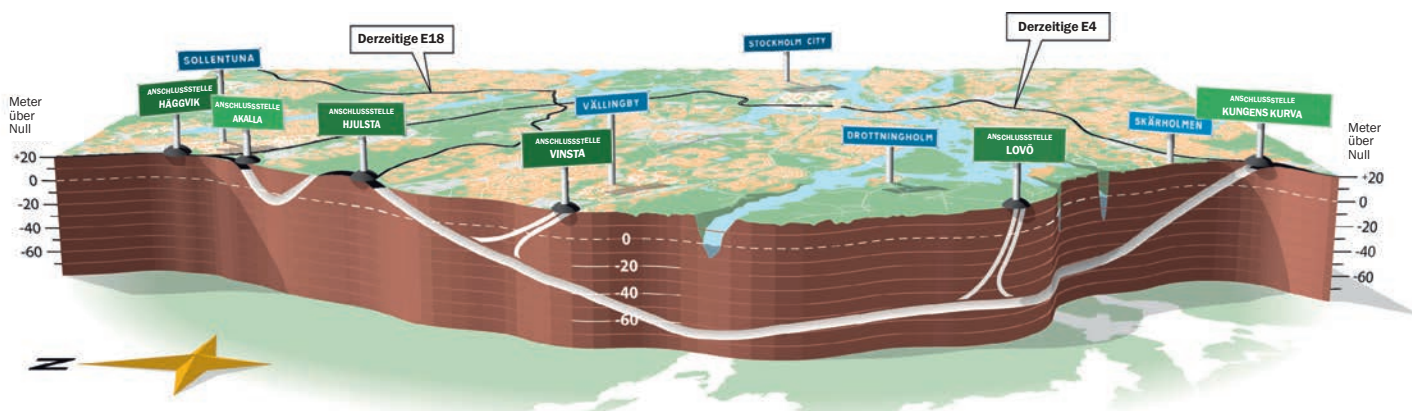 Derzeitige E18
Derzeitige E4
STOCKHOLM CITY
SOLLENTUNA
ANSCHLUSSSTELLE
HÄGGVIK
ANSCHLUSSSTELLE
AKALLA
ANSCHLUSSSTELLE
HJULSTA
VÄLLINGBY
ANSCHLUSSSTELLE
VINSTA
DROTTNINGHOLM
ANSCHLUSSSTELLE
LOVÖ
SKÄRHOLMEN
ANSCHLUSSSTELLE
KUNGENS KURVA
Meter
über
Null
+20
0
-20
-40
-60
0
-20
-40
-60
Meter
über
Null
+20
0
-20
-40
-60
N